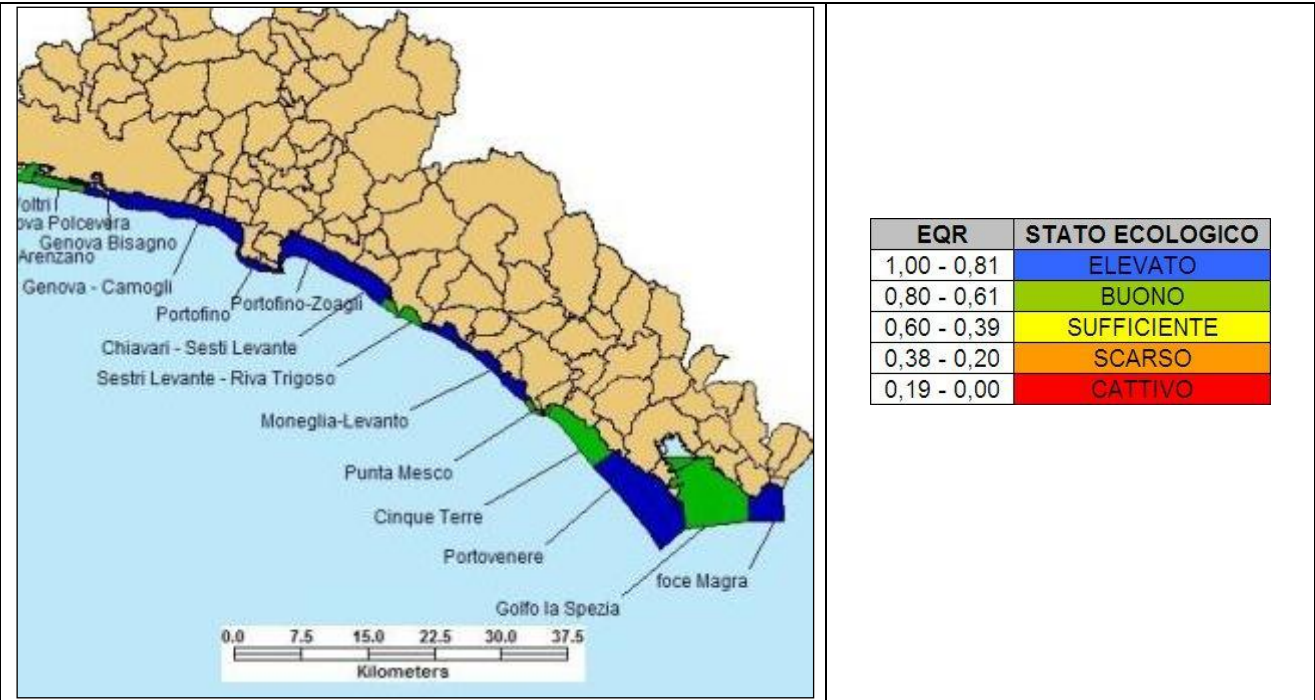 /oltri
ova Polcevera
Genova Bisagno
Arenzano
Genova - Camogli
Portofino
Portofino-Zoagli
Chiavari - Sesti Levante
Sestri Levante - Riva Trigoso
Moneglia-Levanto
Punta Mesco
Cinque Terre
Portovenere
foce Magra
Golfo la Spezia
0.0 7.5 15.0 22.5 30.0 37.5
Kilometers
EQR STATO ECOLOGICO
1,00 - 0,81 ELEVATO
0,80 - 0,61 BUONO
0,60 - 0,39 SUFFICIENTE
0,38 - 0,20 SCARSO
0,19 - 0,00 CATTIVO